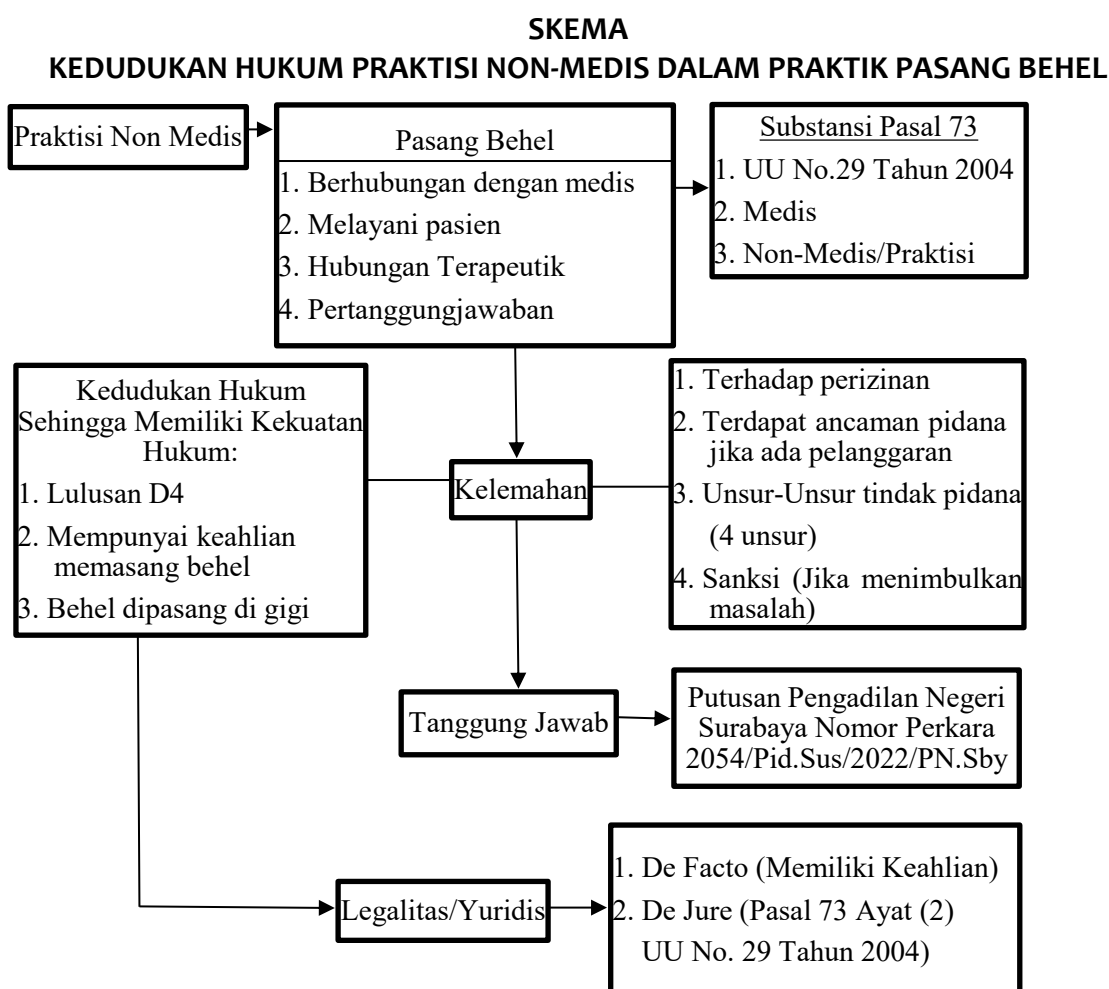 SKEMA
KEDUDUKAN HUKUM PRAKTISI NON-MEDIS DALAM PRAKTIK PASANG BEHEL
Praktisi Non Medis
Pasang Behel
1. Berhubungan dengan medis
2. Melayani pasien
3. Hubungan Terapeutik
4. Pertanggungjawaban
Substansi Pasal 73
1. UU No.29 Tahun 2004
2. Medis
3. Non-Medis/Praktisi
Kedudukan Hukum
Sehingga Memiliki Kekuatan
Hukum:
1. Lulusan D4
2. Mempunyai keahlian
memasang behel
3. Behel dipasang di gigi
Kelemahan
1. Terhadap perizinan
2. Terdapat ancaman pidana
jika ada pelanggaran
3. Unsur-Unsur tindak pidana
(4 unsur)
4. Sanksi (Jika menimbulkan
masalah)
Tanggung Jawab
Putusan Pengadilan Negeri
Surabaya Nomor Perkara
2054/Pid.Sus/2022/PN.Sby
Legalitas/Yuridis
1. De Facto (Memiliki Keahlian)
2. De Jure (Pasal 73 Ayat (2)
UU No. 29 Tahun 2004)